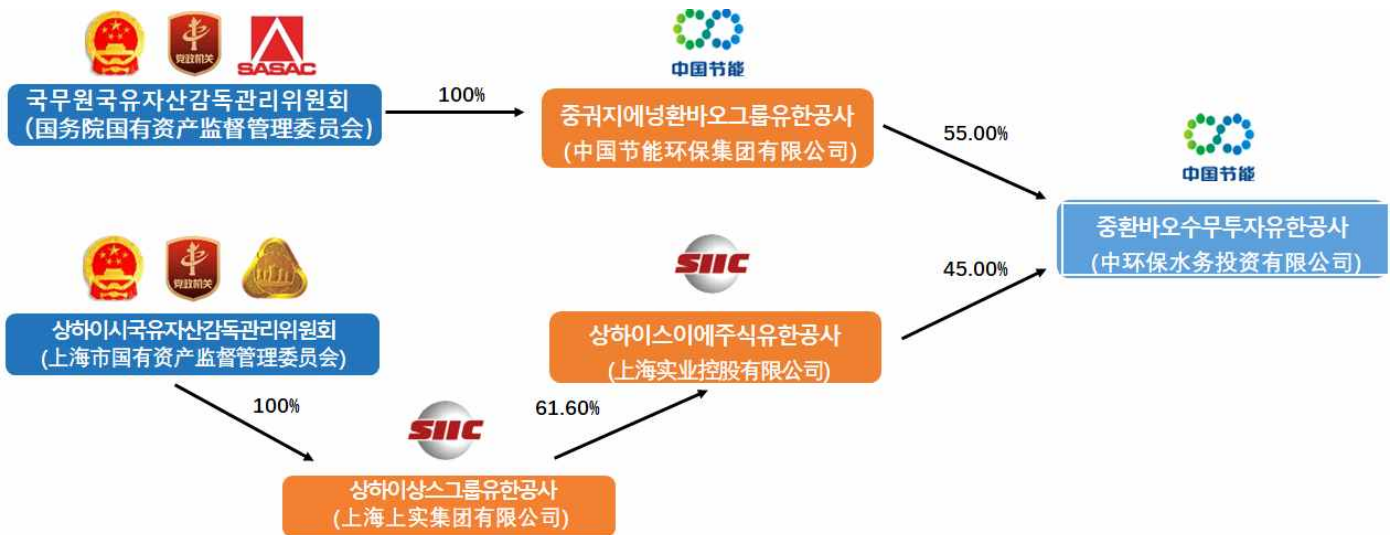 党政机关
SASAC
中国节能
국무원국유자산감독관리위원회
(国务院国有资产监督管理委员会)
100%
중궈지에넝환바오그룹유한공사
(中国节能环保集团有限公司)
55.00%
中国节能
중환바오수무투자유한공사
(中环保水务投资有限公司)
党政机关
SIIC
45.00%
상하이시국유자산감독관리위원회
(上海市国有资产监督管理委员会)
상하이스이에주식유한공사
(上海实业控股有限公司)
100%
61.60%
SIIC
상하이상스그룹유한공사
(上海上实集团有限公司)